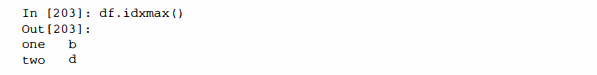 In [203]: df.idxmax()
Out[203]:
one   b
two   d